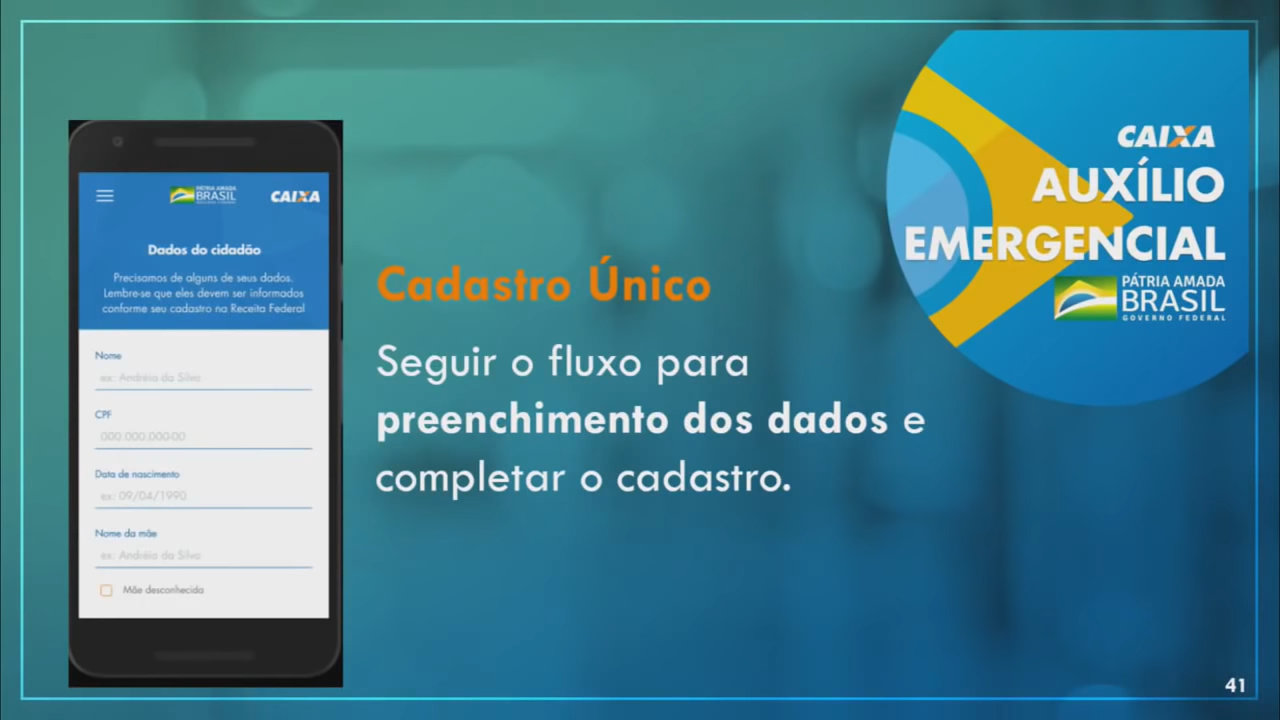 PÁTRIA AMADA
BRASIL
CAIXA
Dados do cidadão
Precisamos de alguns de seus dados.
Lembre-se que eles devem ser informados
conforme seu cadastro na Receita Federal
Nome
ex: Andréia da Silva
CPF
000.000.000-00
Data de nascimento
ex: 09/04/1990
Nome da mãe
ex: Andréia da Silva
Mãe desconhecida
Cadastro Único
Seguir o fluxo para
preenchimento dos dados e
completar o cadastro.
CAIXA
AUXÍLIO
EMERGENCIAL
PÁTRIA AMADA
BRASIL
GOVERNO FEDERAL
41